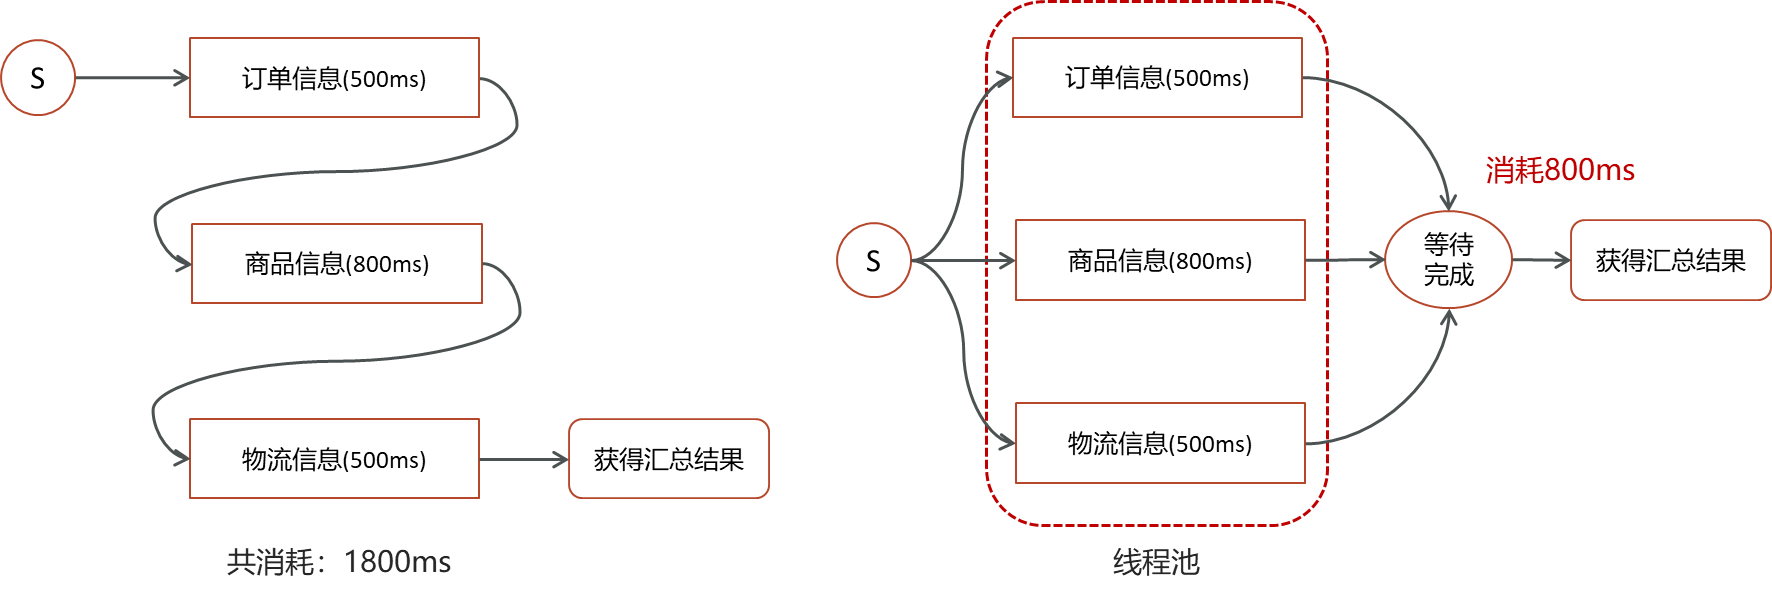 S
订单信息(500ms)
商品信息(800ms)
物流信息(500ms)
获得汇总结果
共消耗：1800ms
S
订单信息(500ms)
商品信息(800ms)
物流信息(500ms)
消耗800ms
等待
完成
获得汇总结果
线程池